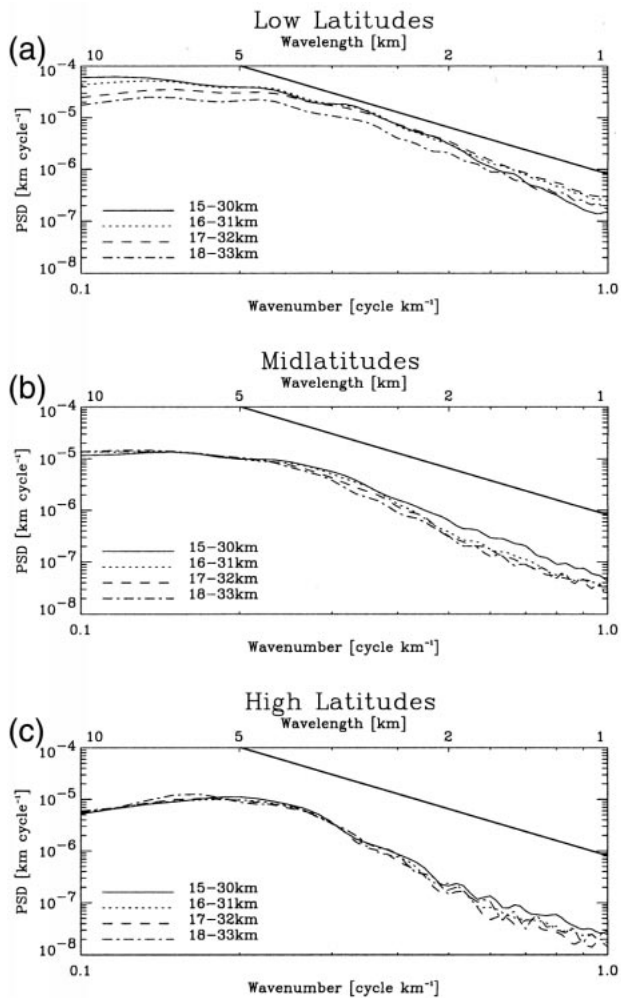 (a)
Low Latitudes
Wavelength [km]
10 5 2 1
10⁻⁴
10⁻⁵
10⁻⁶
10⁻⁷
10⁻⁸
PSD [km cycle⁻¹]
15-30km
16-31km
17-32km
18-33km
0.1 1.0
Wavenumber [cycle km⁻¹]
(b)
Midlatitudes
Wavelength [km]
10 5 2 1
10⁻⁴
10⁻⁵
10⁻⁶
10⁻⁷
10⁻⁸
PSD [km cycle⁻¹]
15-30km
16-31km
17-32km
18-33km
0.1 1.0
Wavenumber [cycle km⁻¹]
(c)
High Latitudes
Wavelength [km]
10 5 2 1
10⁻⁴
10⁻⁵
10⁻⁶
10⁻⁷
10⁻⁸
PSD [km cycle⁻¹]
15-30km
16-31km
17-32km
18-33km
0.1 1.0
Wavenumber [cycle km⁻¹]